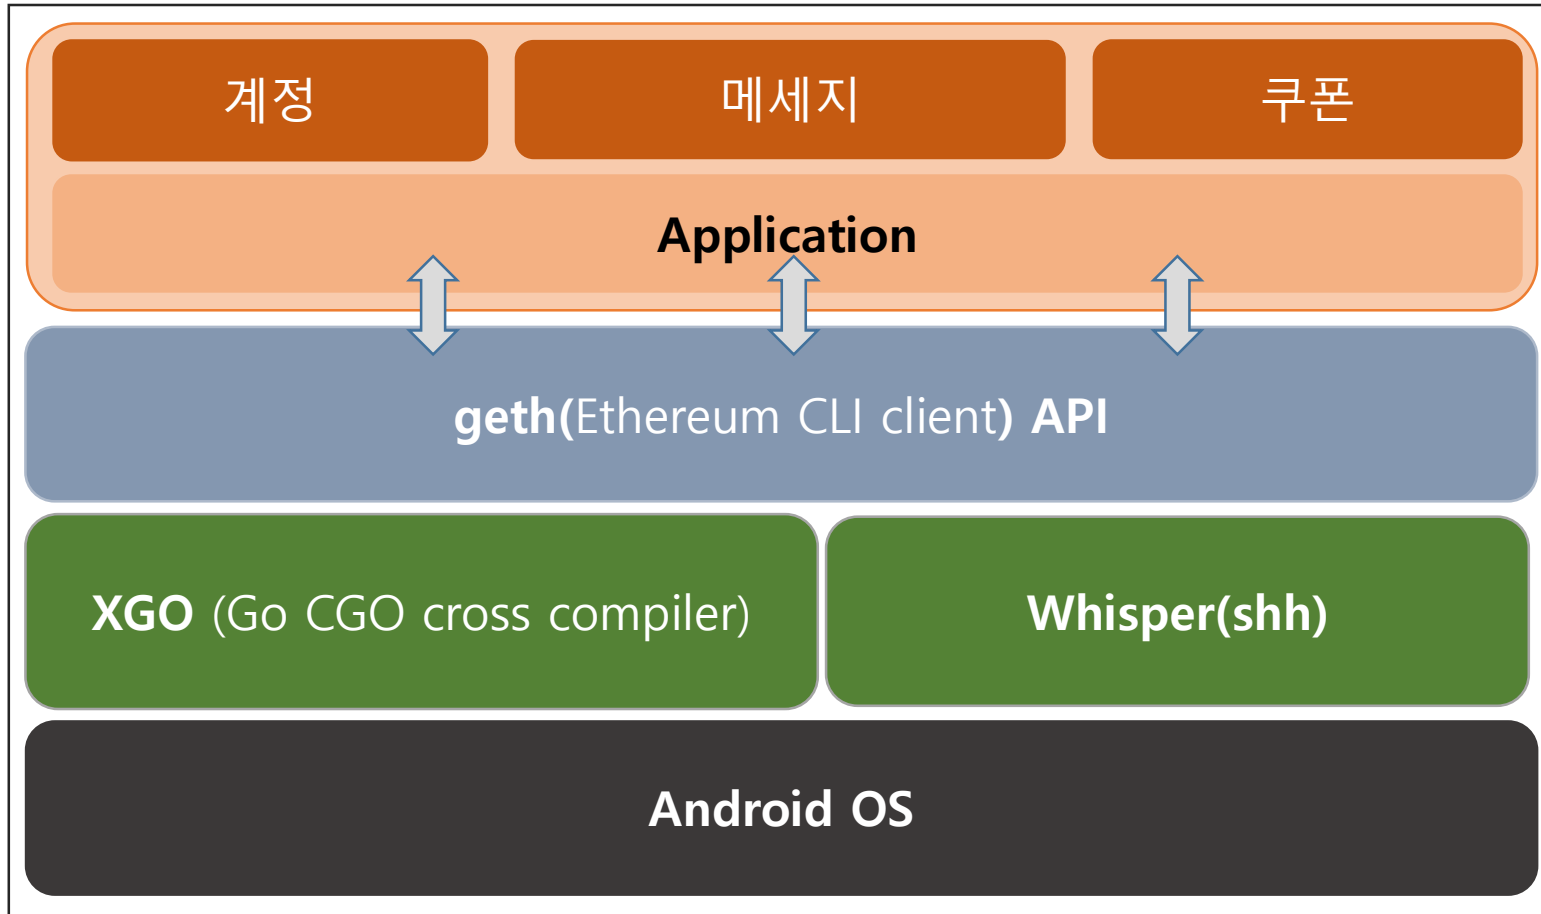 계정
메세지
쿠폰
Application
geth(Ethereum CLI client) API
XGO (Go CGO cross compiler)
Whisper(shh)
Android OS